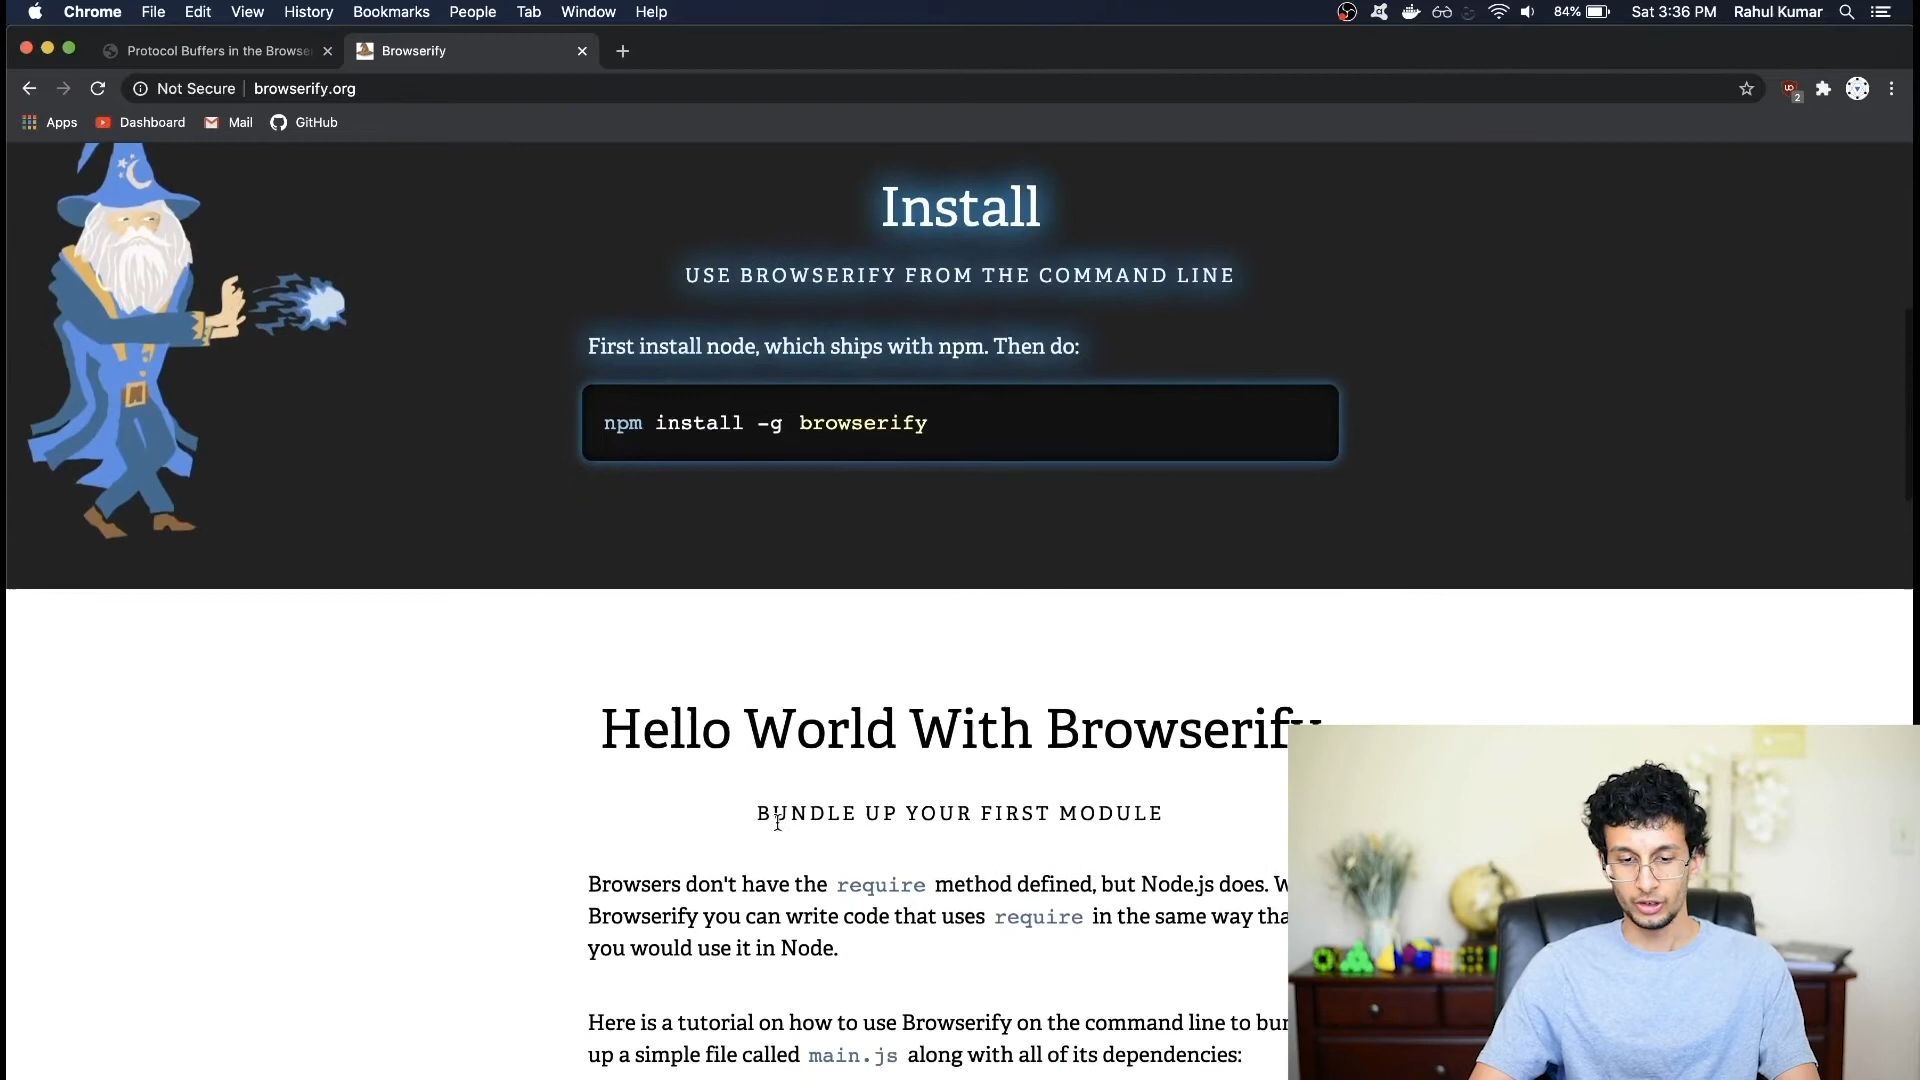 Chrome File Edit View History Bookmarks People Tab Window Help 84% Sat 3:36 PM Rahul Kumar
Protocol Buffers in the Browse Browserify
Not Secure browserify.org 2
Apps Dashboard Mail GitHub
Install
USE BROWSERIFY FROM THE COMMAND LINE
First install node, which ships with npm. Then do:
npm install -g browserify
Hello World With Browserify
BUNDLE UP YOUR FIRST MODULE
Browsers don't have the require method defined, but Node.js does. W
Browserify you can write code that uses require in the same way tha
you would use it in Node.
Here is a tutorial on how to use Browserify on the command line to bun
up a simple file called main.js along with all of its dependencies: